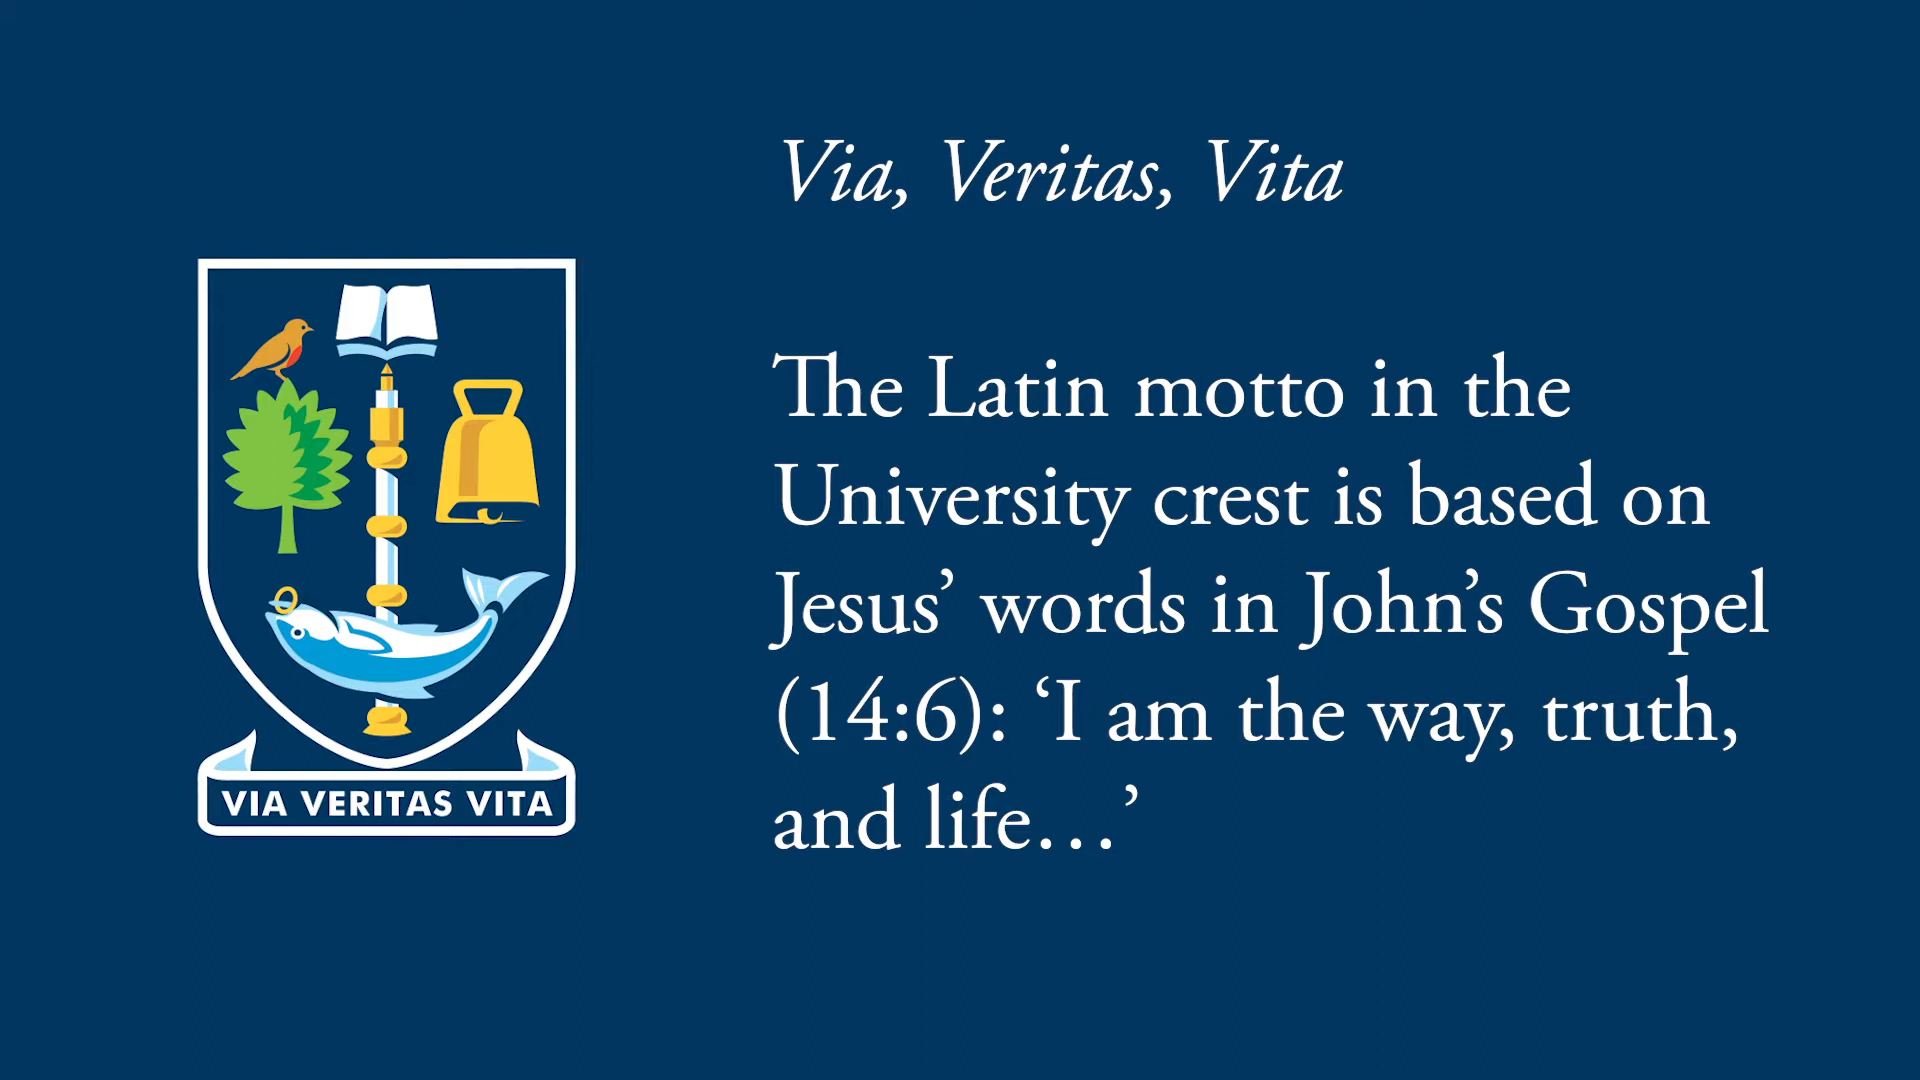 Via, Veritas, Vita
The Latin motto in the
University crest is based on
Jesus’ words in John’s Gospel
(14:6): ‘I am the way, truth,
and life…’
VIA VERITAS VITA